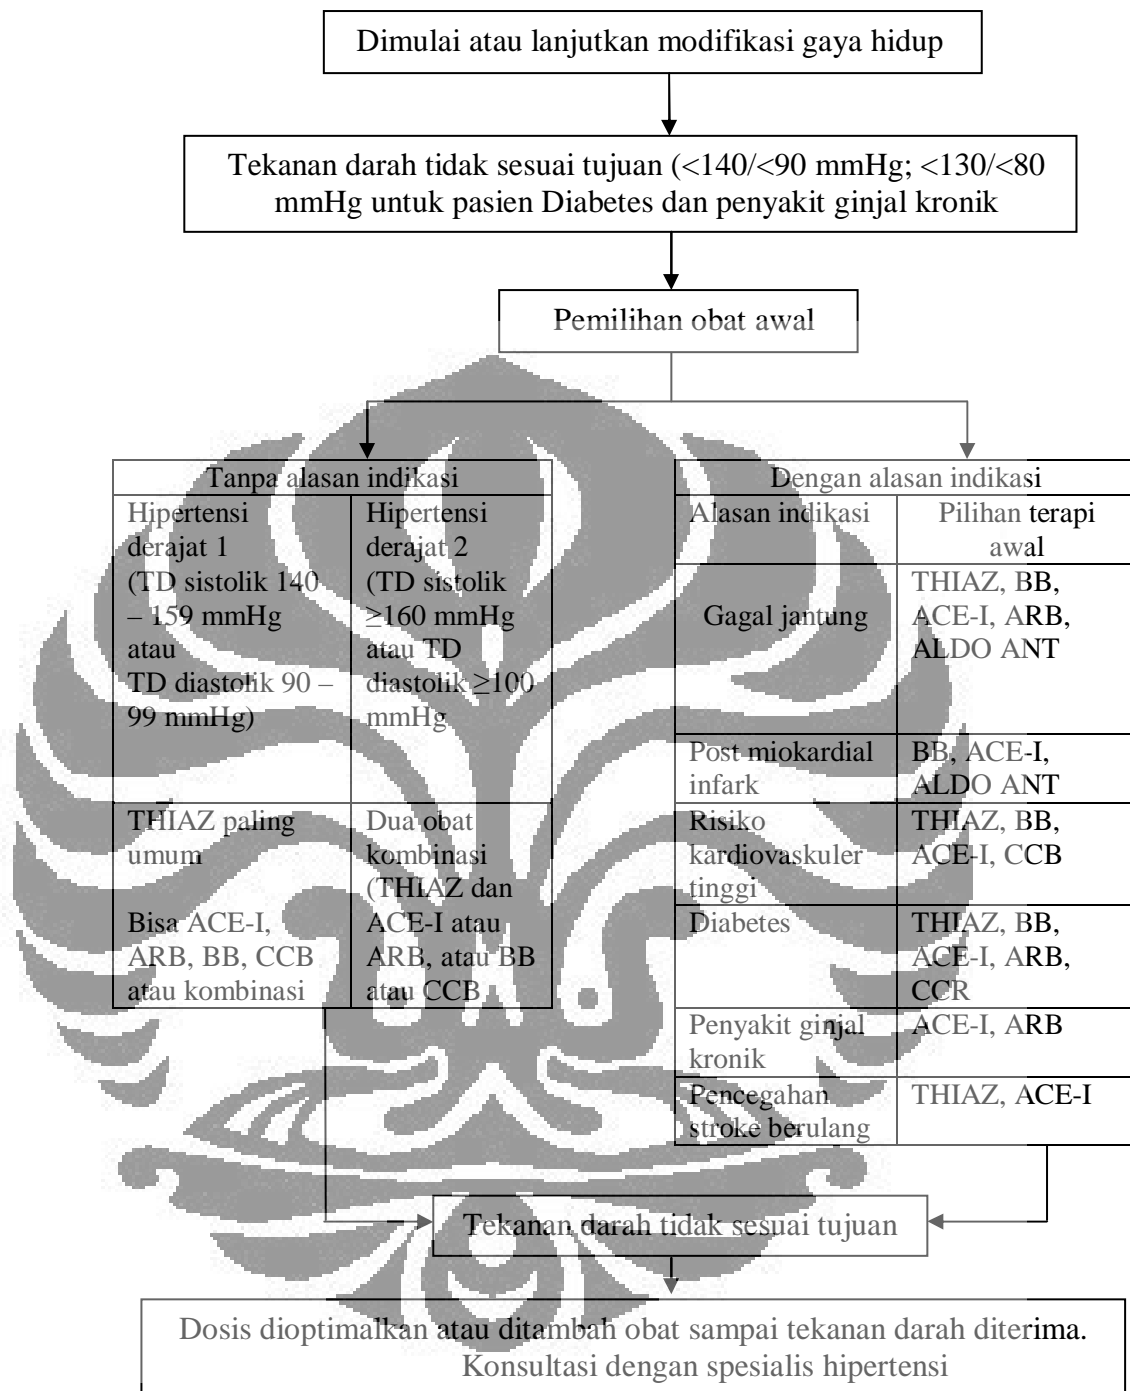 Dimulai atau lanjutkan modifikasi gaya hidup
Tekanan darah tidak sesuai tujuan (<140/<90 mmHg; <130/<80
mmHg untuk pasien Diabetes dan penyakit ginjal kronik
Pemilihan obat awal
Tanpa alasan indikasi
Hipertensi
derajat 1
(TD sistolik 140
– 159 mmHg
atau
TD diastolik 90 –
99 mmHg)
Hipertensi
derajat 2
(TD sistolik
≥160 mmHg
atau TD
diastolik ≥100
mmHg
THIAZ paling
umum
Bisa ACE-I,
ARB, BB, CCB
atau kombinasi
Dua obat
kombinasi
(THIAZ dan
ACE-I atau
ARB, atau BB
atau CCB
Dengan alasan indikasi
Alasan indikasi
Pilihan terapi
awal
Gagal jantung
THIAZ, BB,
ACE-I, ARB,
ALDO ANT
Post miokardial
infark
BB, ACE-I,
ALDO ANT
Risiko
kardiovaskuler
tinggi
THIAZ, BB,
ACE-I, CCB
Diabetes
THIAZ, BB,
ACE-I, ARB,
CCR
Penyakit ginjal
kronik
ACE-I, ARB
Pencegahan
stroke berulang
THIAZ, ACE-I
Tekanan darah tidak sesuai tujuan
Dosis dioptimalkan atau ditambah obat sampai tekanan darah diterima.
Konsultasi dengan spesialis hipertensi